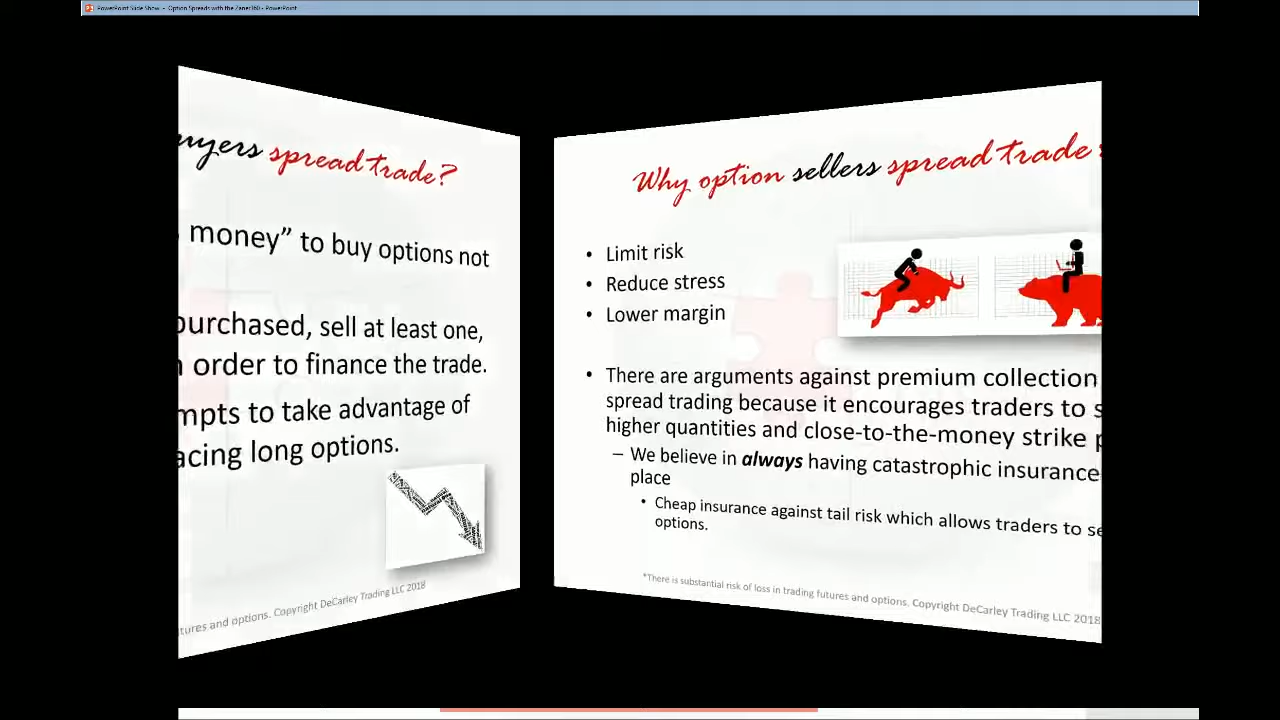 PowerPoint Slide Show - Option Spreads with the Zaner360 - PowerPoint
spread trade?
money" to buy options not
purchased, sell at least one,
order to finance the trade.
to take advantage of
long options.
and options. Copyright DeCarley Trading LLC 2018
Why option sellers spread trade
• Limit risk
• Reduce stress
• Lower margin
• There are arguments against premium collection
spread trading because it encourages traders to
higher quantities and close-to-the-money strike
– We believe in always having catastrophic insurance
place
• Cheap insurance against tail risk which allows traders to
options.
*There is substantial risk of loss in trading futures and options. Copyright DeCarley Trading LLC 2018